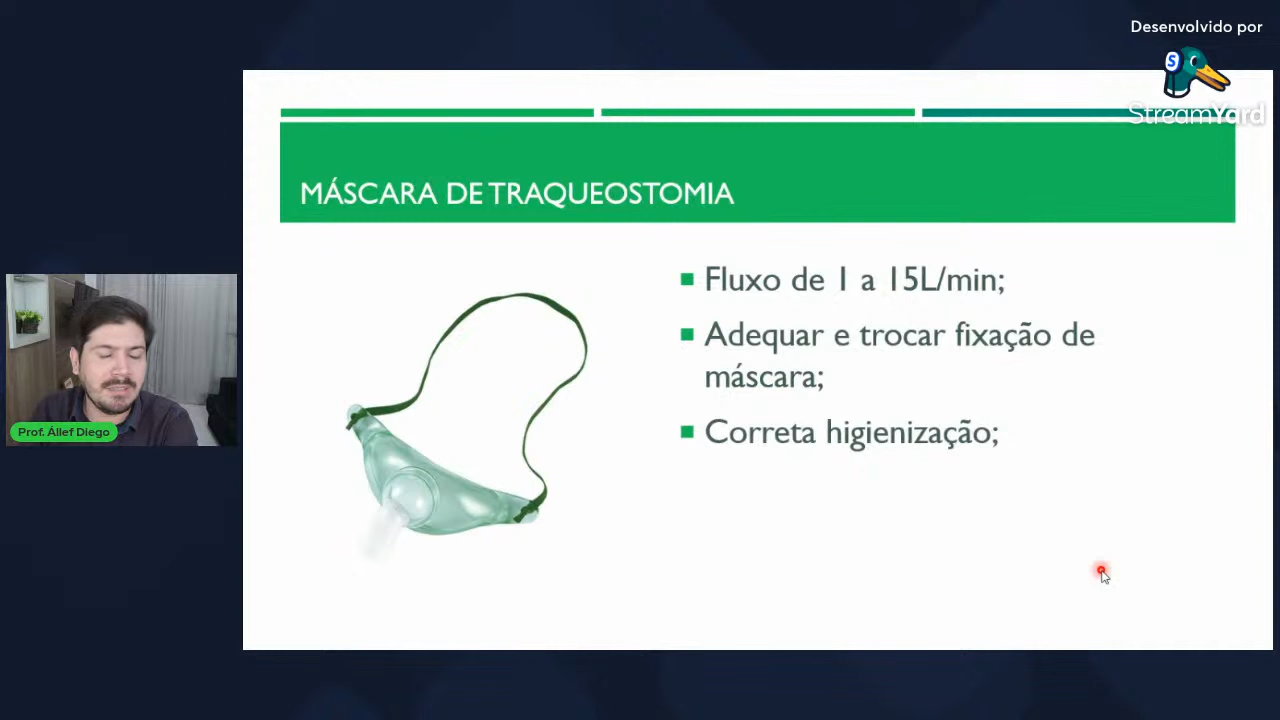 Desenvolvido por
S
StreamYard
MÁSCARA DE TRAQUEOSTOMIA
Fluxo de 1 a 15L/min;
Adequar e trocar fixação de
máscara;
Correta higienização;
Prof. Állef Diego